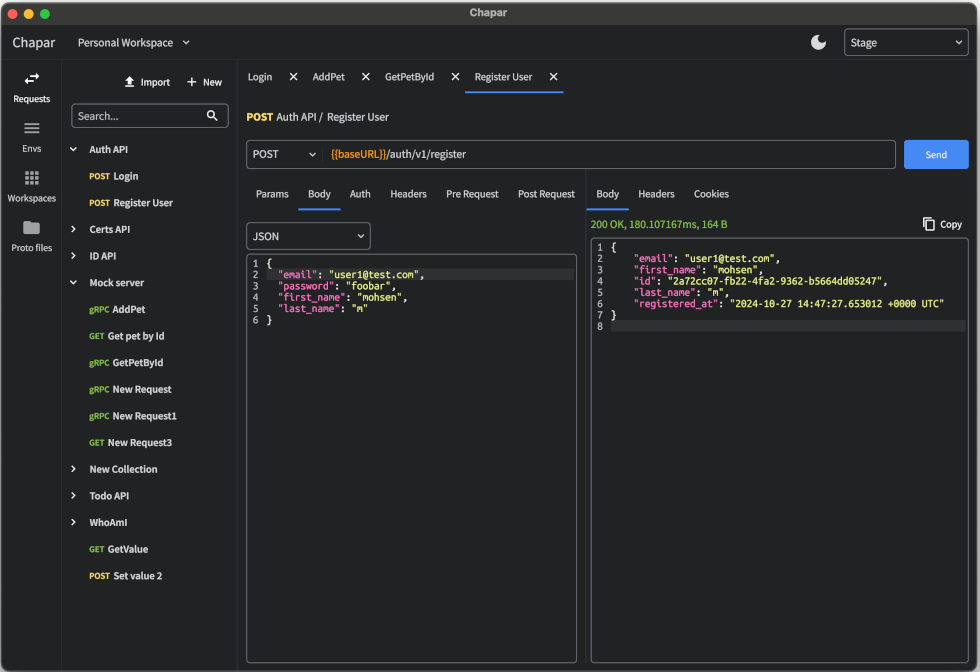 Chapar
Chapar
Personal Workspace
Stage
Requests
Envs
Workspaces
Proto files
Import
New
Search...
Auth API
POST Login
POST Register User
Certs API
ID API
Mock server
gRPC AddPet
GET Get pet by Id
gRPC GetPetById
gRPC New Request
gRPC New Request1
GET New Request3
New Collection
Todo API
WhoAmI
GET GetValue
POST Set value 2
Login
AddPet
GetPetById
Register User
POST Auth API / Register User
POST
{{baseURL}}/auth/v1/register
Send
Params
Body
Auth
Headers
Pre Request
Post Request
JSON
1 {
2 "email": "user1@test.com",
3 "password": "foobar",
4 "first_name": "mohsen",
5 "last_name": "m"
6 }
Body
Headers
Cookies
200 OK, 180.107167ms, 164 B
Copy
1 {
2 "email": "user1@test.com",
3 "first_name": "mohsen",
4 "id": "2a72cc07-fb22-4fa2-9362-b5664dd05247",
5 "last_name": "m",
6 "registered_at": "2024-10-27 14:47:27.653012 +0000 UTC"
7 }
8